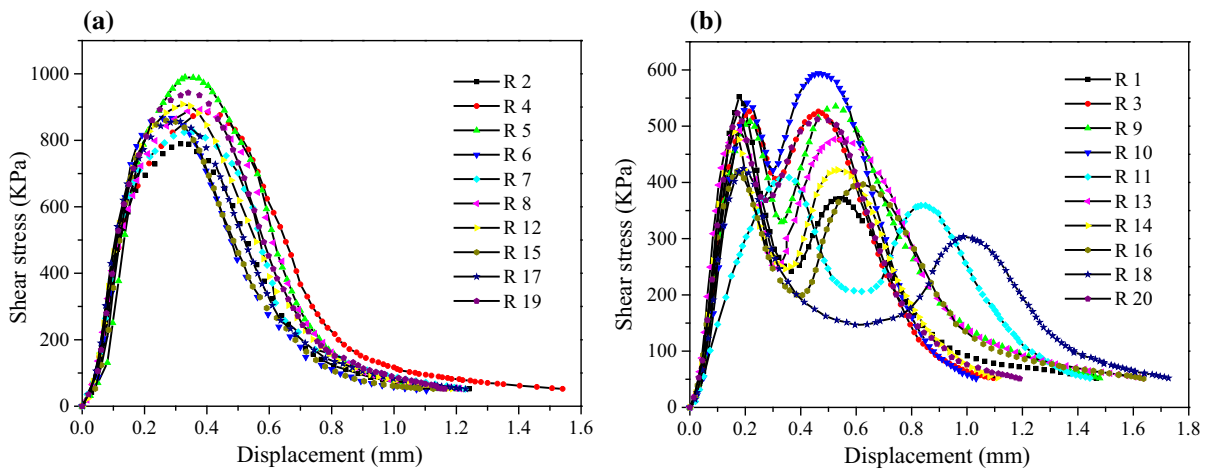 (a)
Shear stress (KPa)
1000
800
600
400
200
0
0.0 0.2 0.4 0.6 0.8 1.0 1.2 1.4 1.6
Displacement (mm)
R 2
R 4
R 5
R 6
R 7
R 8
R 12
R 15
R 17
R 19
(b)
Shear stress (KPa)
600
500
400
300
200
100
0
0.0 0.2 0.4 0.6 0.8 1.0 1.2 1.4 1.6 1.8
Displacement (mm)
R 1
R 3
R 9
R 10
R 11
R 13
R 14
R 16
R 18
R 20